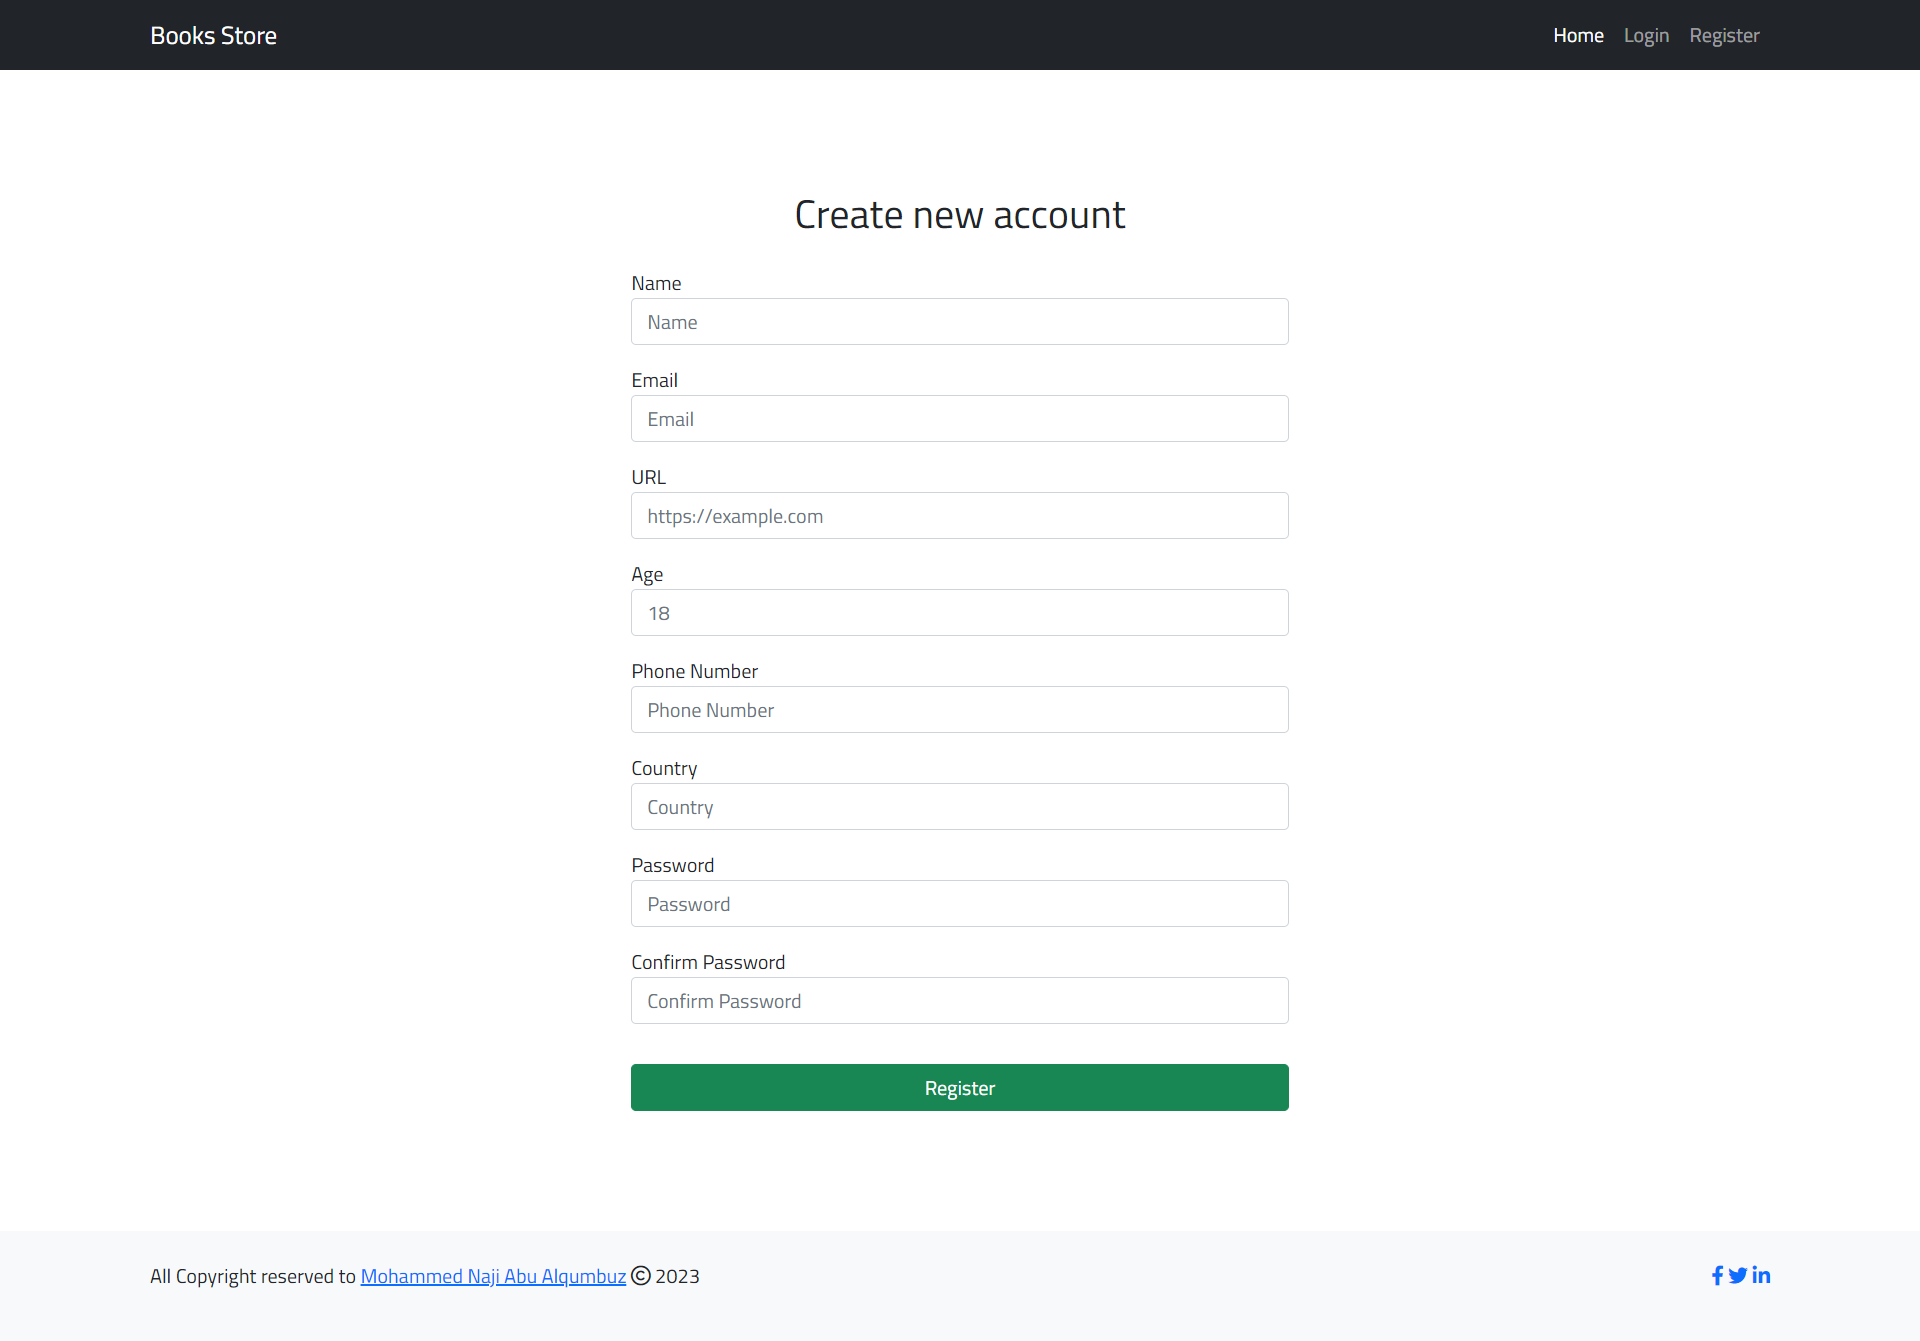 Books Store
Home Login Register
Create new account
Name
Name
Email
Email
URL
https://example.com
Age
18
Phone Number
Phone Number
Country
Country
Password
Password
Confirm Password
Confirm Password
Register
All Copyright reserved to Mohammed Naji Abu Alqumbuz © 2023